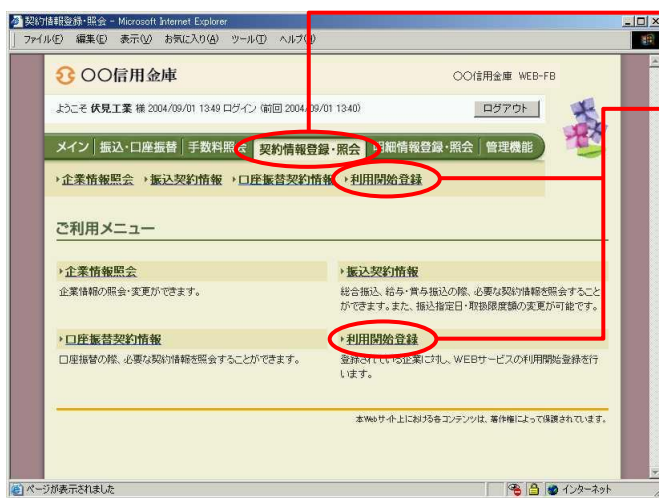 契約情報登録・照会 - Microsoft Internet Explorer
ファイル(F) 編集(E) 表示(V) お気に入り(A) ツール(T) ヘルプ(H)
〇〇信用金庫
〇〇信用金庫 WEB-FB
ようこそ 伏見工業 様 2004/09/01 1349 ログイン (前回 2004/09/01 1340)
ログアウト
メイン 振込・口座振替 手数料照会 契約情報登録・照会 明細情報登録・照会 管理機能
企業情報照会 振込契約情報 口座振替契約情報 利用開始登録
ご利用メニュー
企業情報照会
企業情報の照会・変更ができます。
振込契約情報
総合振込、給与・賞与振込の際、必要な契約情報を照会すること
ができます。また、振込指定日・取扱限度額の変更が可能です。
口座振替契約情報
口座振替の際、必要な契約情報を照会することができます。
利用開始登録
登録されている企業に対し、WEBサービスの利用開始登録を行
います。
本Webサイト上における各コンテンツは、著作権によって保護されています。
ページが表示されました
インターネット